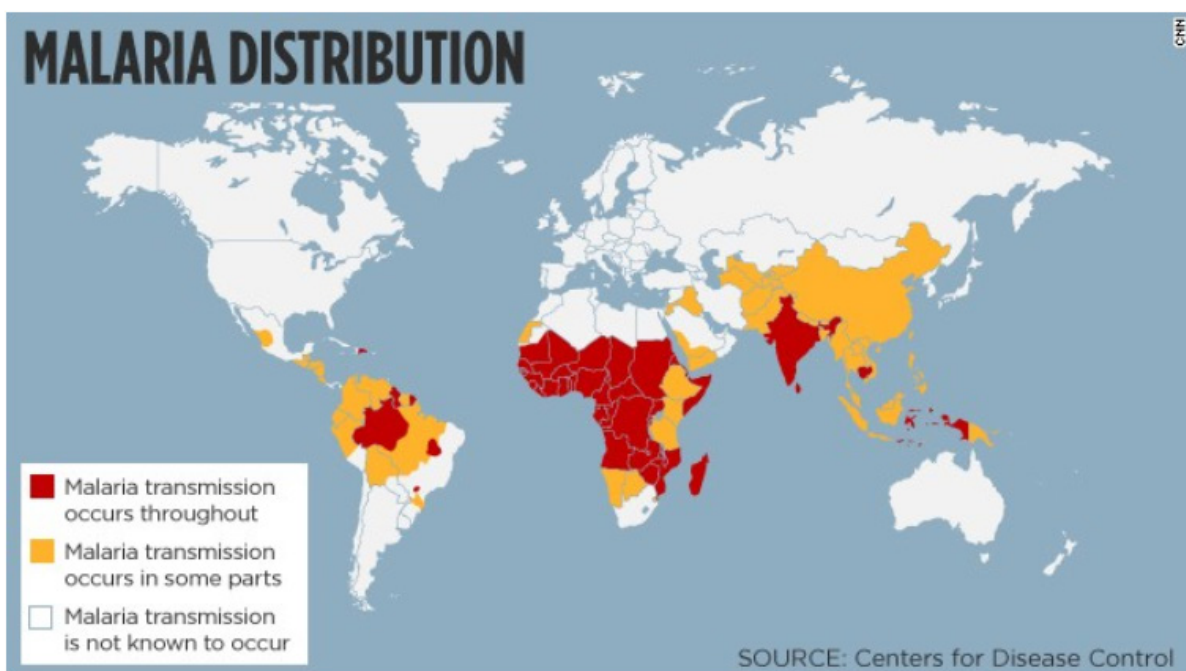 CNN
MALARIA DISTRIBUTION
Malaria transmission
occurs throughout
Malaria transmission
occurs in some parts
Malaria transmission
is not known to occur
SOURCE: Centers for Disease Control